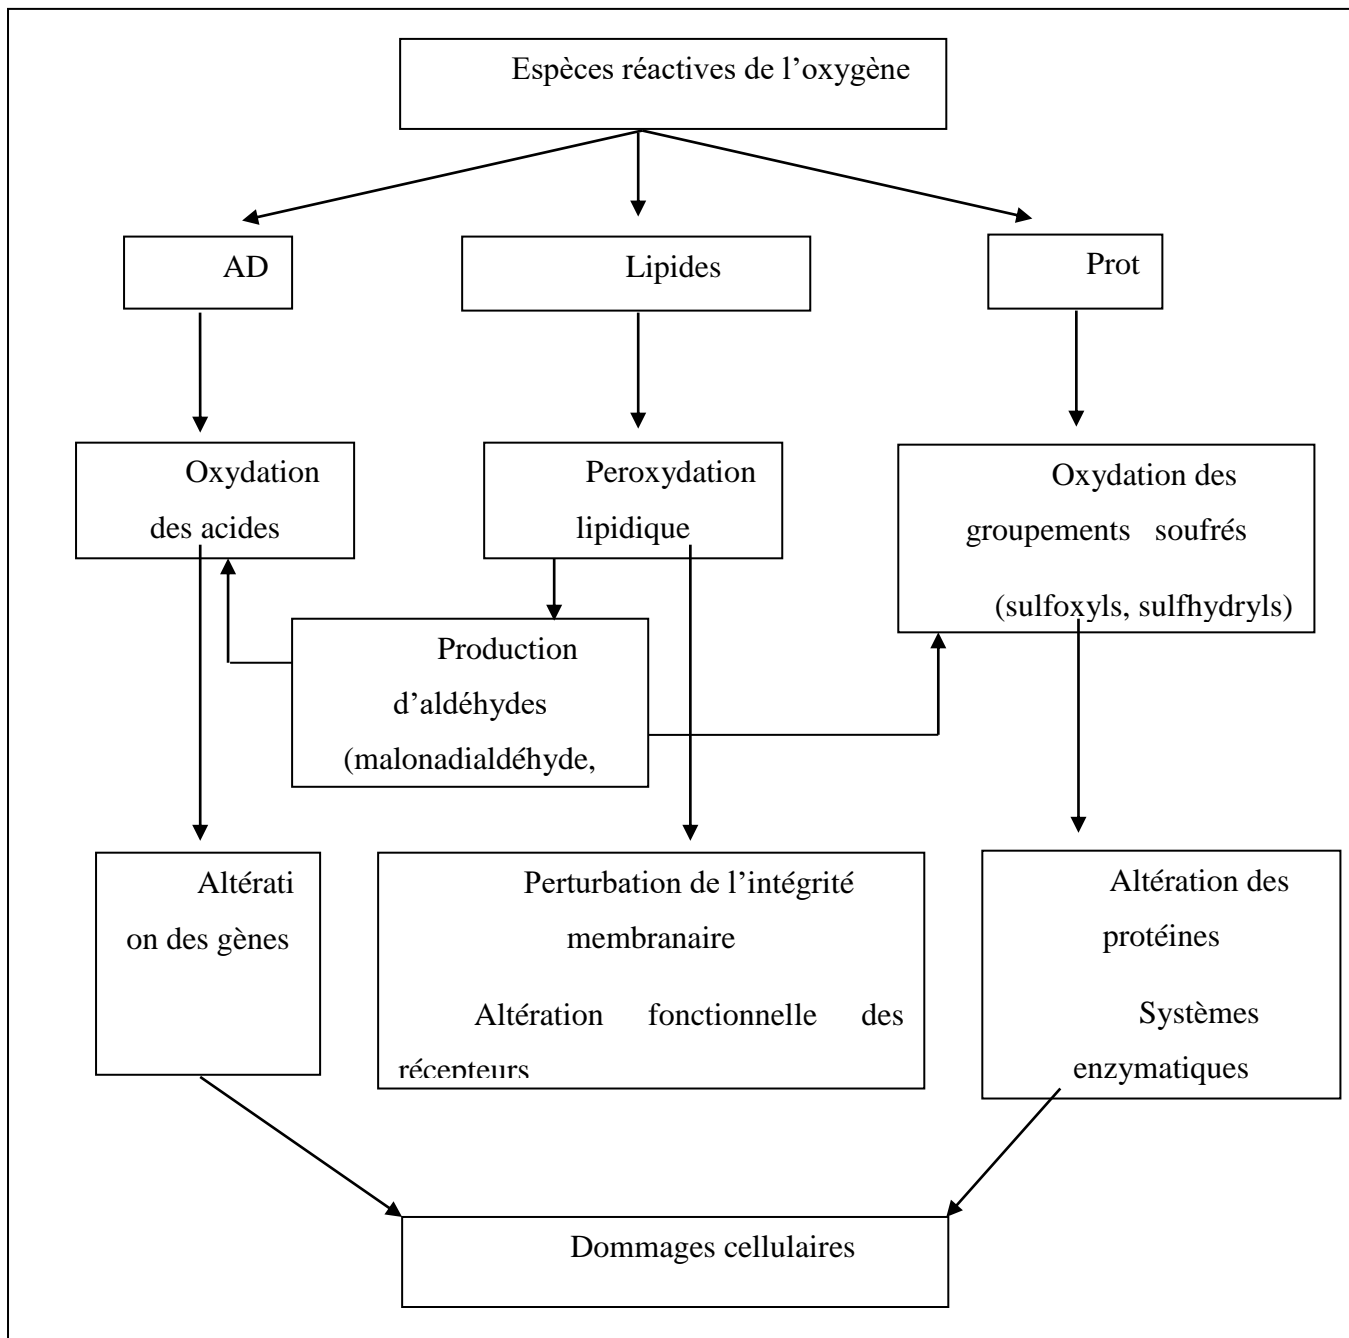 Espèces réactives de l’oxygène
AD
Lipides
Prot
Oxydation
des acides
Peroxydation
lipidique
Oxydation des
groupements soufrés
(sulfoxyls, sulfhydryls)
Production
d’aldéhydes
(malonadialdéhyde,
Altérati
on des gènes
Perturbation de l’intégrité
membranaire
Altération fonctionnelle des
récepteurs
Altération des
protéines
Systèmes
enzymatiques
Dommages cellulaires